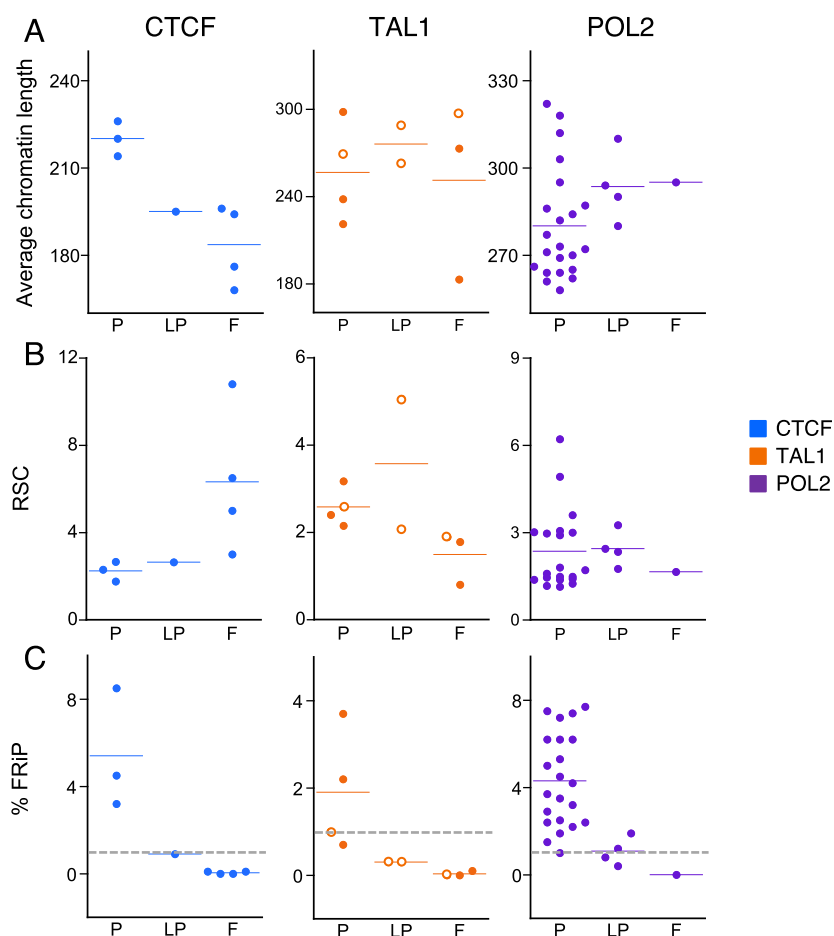 A CTCF TAL1 POL2
Average chromatin length
240
210
180
P LP F
300
240
180
P LP F
330
300
270
P LP F
B
RSC
12
8
4
0
P LP F
6
4
2
0
P LP F
9
6
3
0
P LP F
CTCF
TAL1
POL2
C
% FRiP
8
4
0
P LP F
4
2
0
P LP F
8
4
0
P LP F